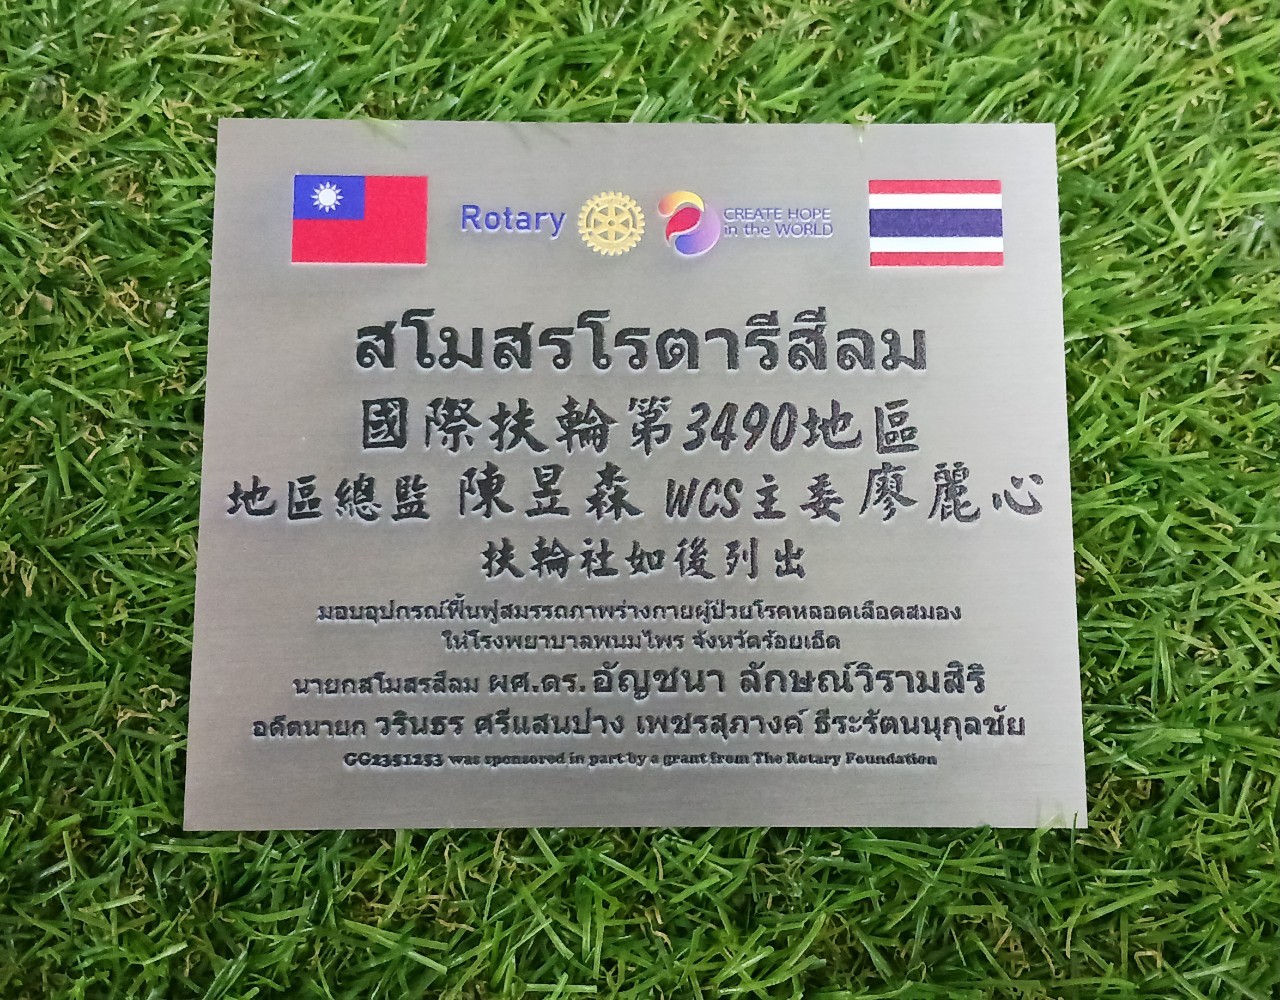 Rotary CREATE HOPE
in the WORLD
สโมสรโรตารีสีลม
國際扶輪第3490地區
地區總監 陳昱森 WCS主委廖麗心
扶輪社如後列出
มอบอุปกรณ์ฟื้นฟูสมรรถภาพร่างกายผู้ป่วยโรคหลอดเลือดสมอง
ให้โรงพยาบาลพนมไพร จังหวัดร้อยเอ็ด
นายกสโมสรสีลม ผศ.ดร.อัญชนา ลักษณ์วิรามสิริ
อดีตนายก วรินธร ศรีแสนปาง เพชรสุภางค์ ธีระรัตนนุกุลชัย
GG2351253 was sponsored in part by a grant from The Rotary Foundation